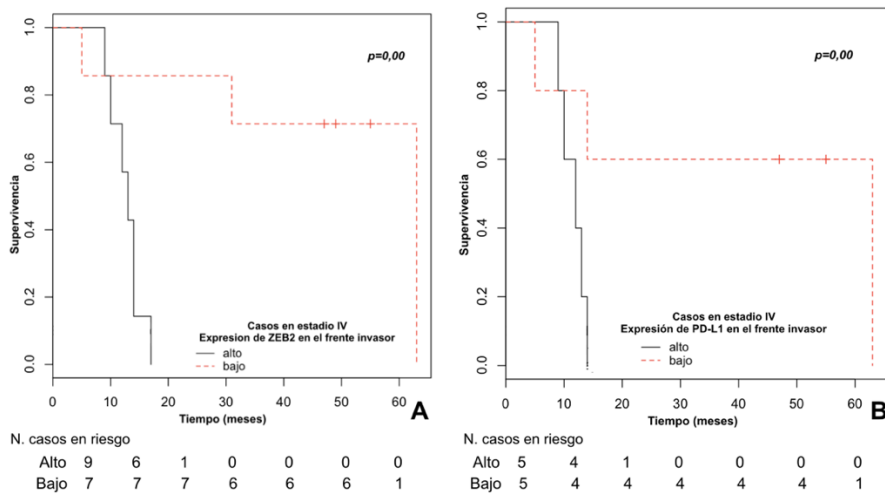 1.0
0.8
0.6
0.4
0.2
0.0
Supervivencia
p=0,00
Casos en estadio IV
Expresion de ZEB2 en el frente invasor
alto
bajo
0 10 20 30 40 50 60
Tiempo (meses)
A
N. casos en riesgo
Alto 9 6 1 0 0 0 0
Bajo 7 7 7 6 6 6 1
1.0
0.8
0.6
0.4
0.2
0.0
Supervivencia
p=0,00
Casos en estadio IV
Expresión de PD-L1 en el frente invasor
alto
bajo
0 10 20 30 40 50 60
Tiempo (meses)
B
N. casos en riesgo
Alto 5 4 1 0 0 0 0
Bajo 5 4 4 4 4 4 1